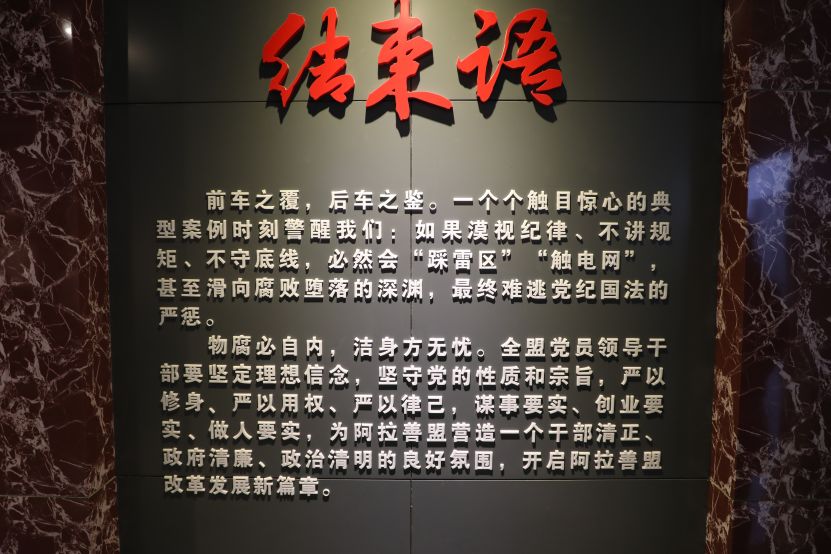 结束语
前车之覆，后车之鉴。一个个触目惊心的典
型案例时刻警醒我们：如果漠视纪律、不讲规
矩、不守底线，必然会“踩雷区”“触电网”，
甚至滑向腐败堕落的深渊，最终难逃党纪国法的
严惩。
物腐必自内，洁身方无忧。全盟党员领导干
部要坚定理想信念，坚守党的性质和宗旨，严以
修身、严以用权、严以律己，谋事要实、创业要
实、做人要实，为阿拉善盟营造一个干部清正、
政府清廉、政治清明的良好氛围，开启阿拉善盟
改革发展新篇章。